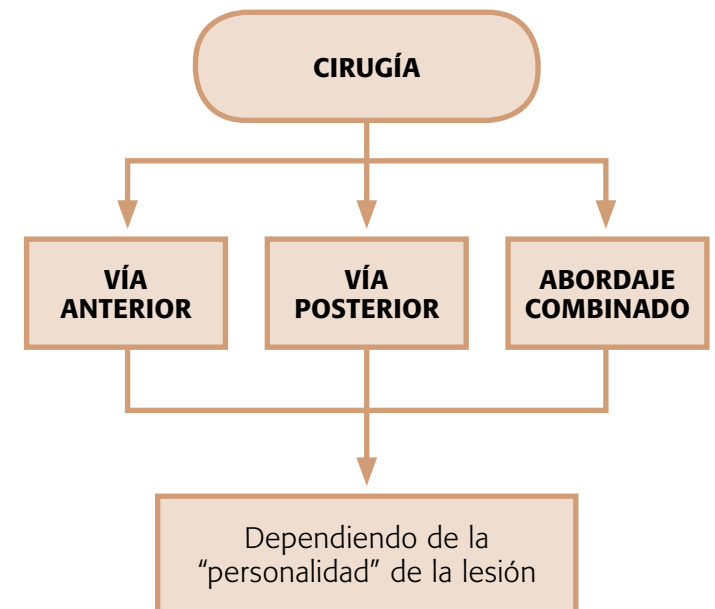 CIRUGÍA
VÍA
ANTERIOR
VÍA
POSTERIOR
ABORDAJE
COMBINADO
Dependiendo de la
“personalidad” de la lesión